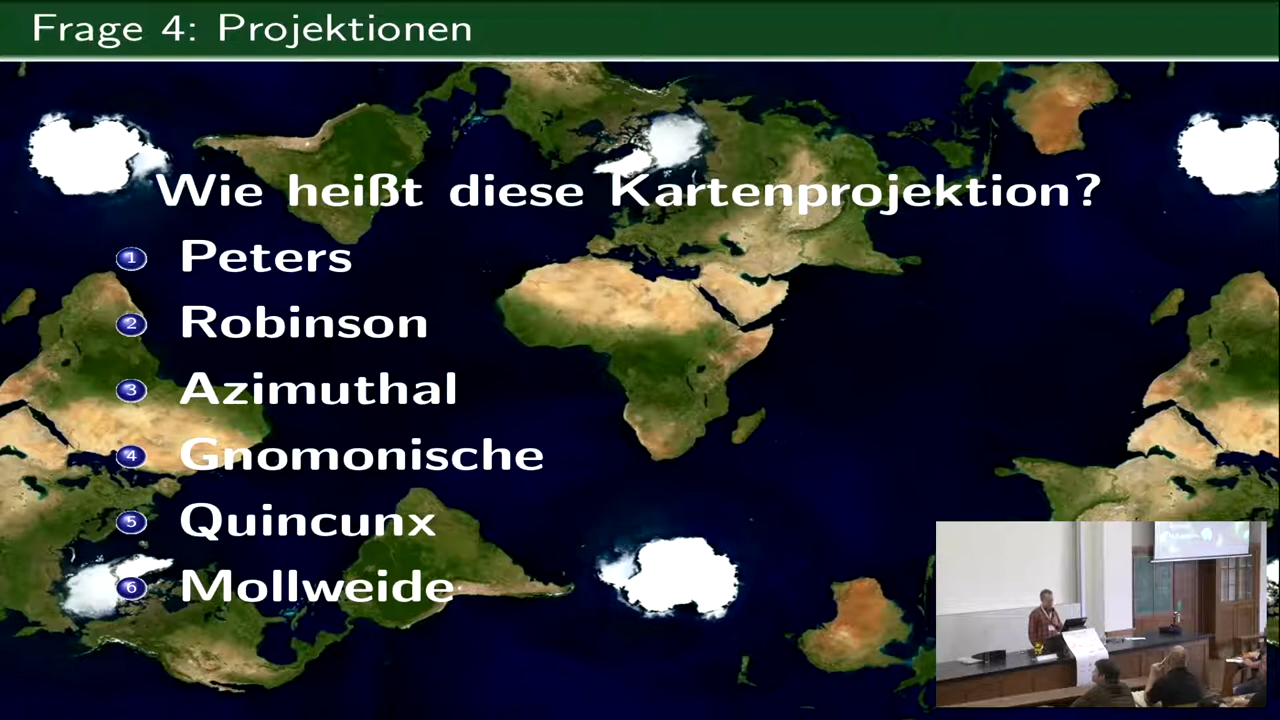 Frage 4: Projektionen
Wie heißt diese Kartenprojektion?
1 Peters
2 Robinson
3 Azimuthal
4 Gnomonische
5 Quincunx
6 Mollweide